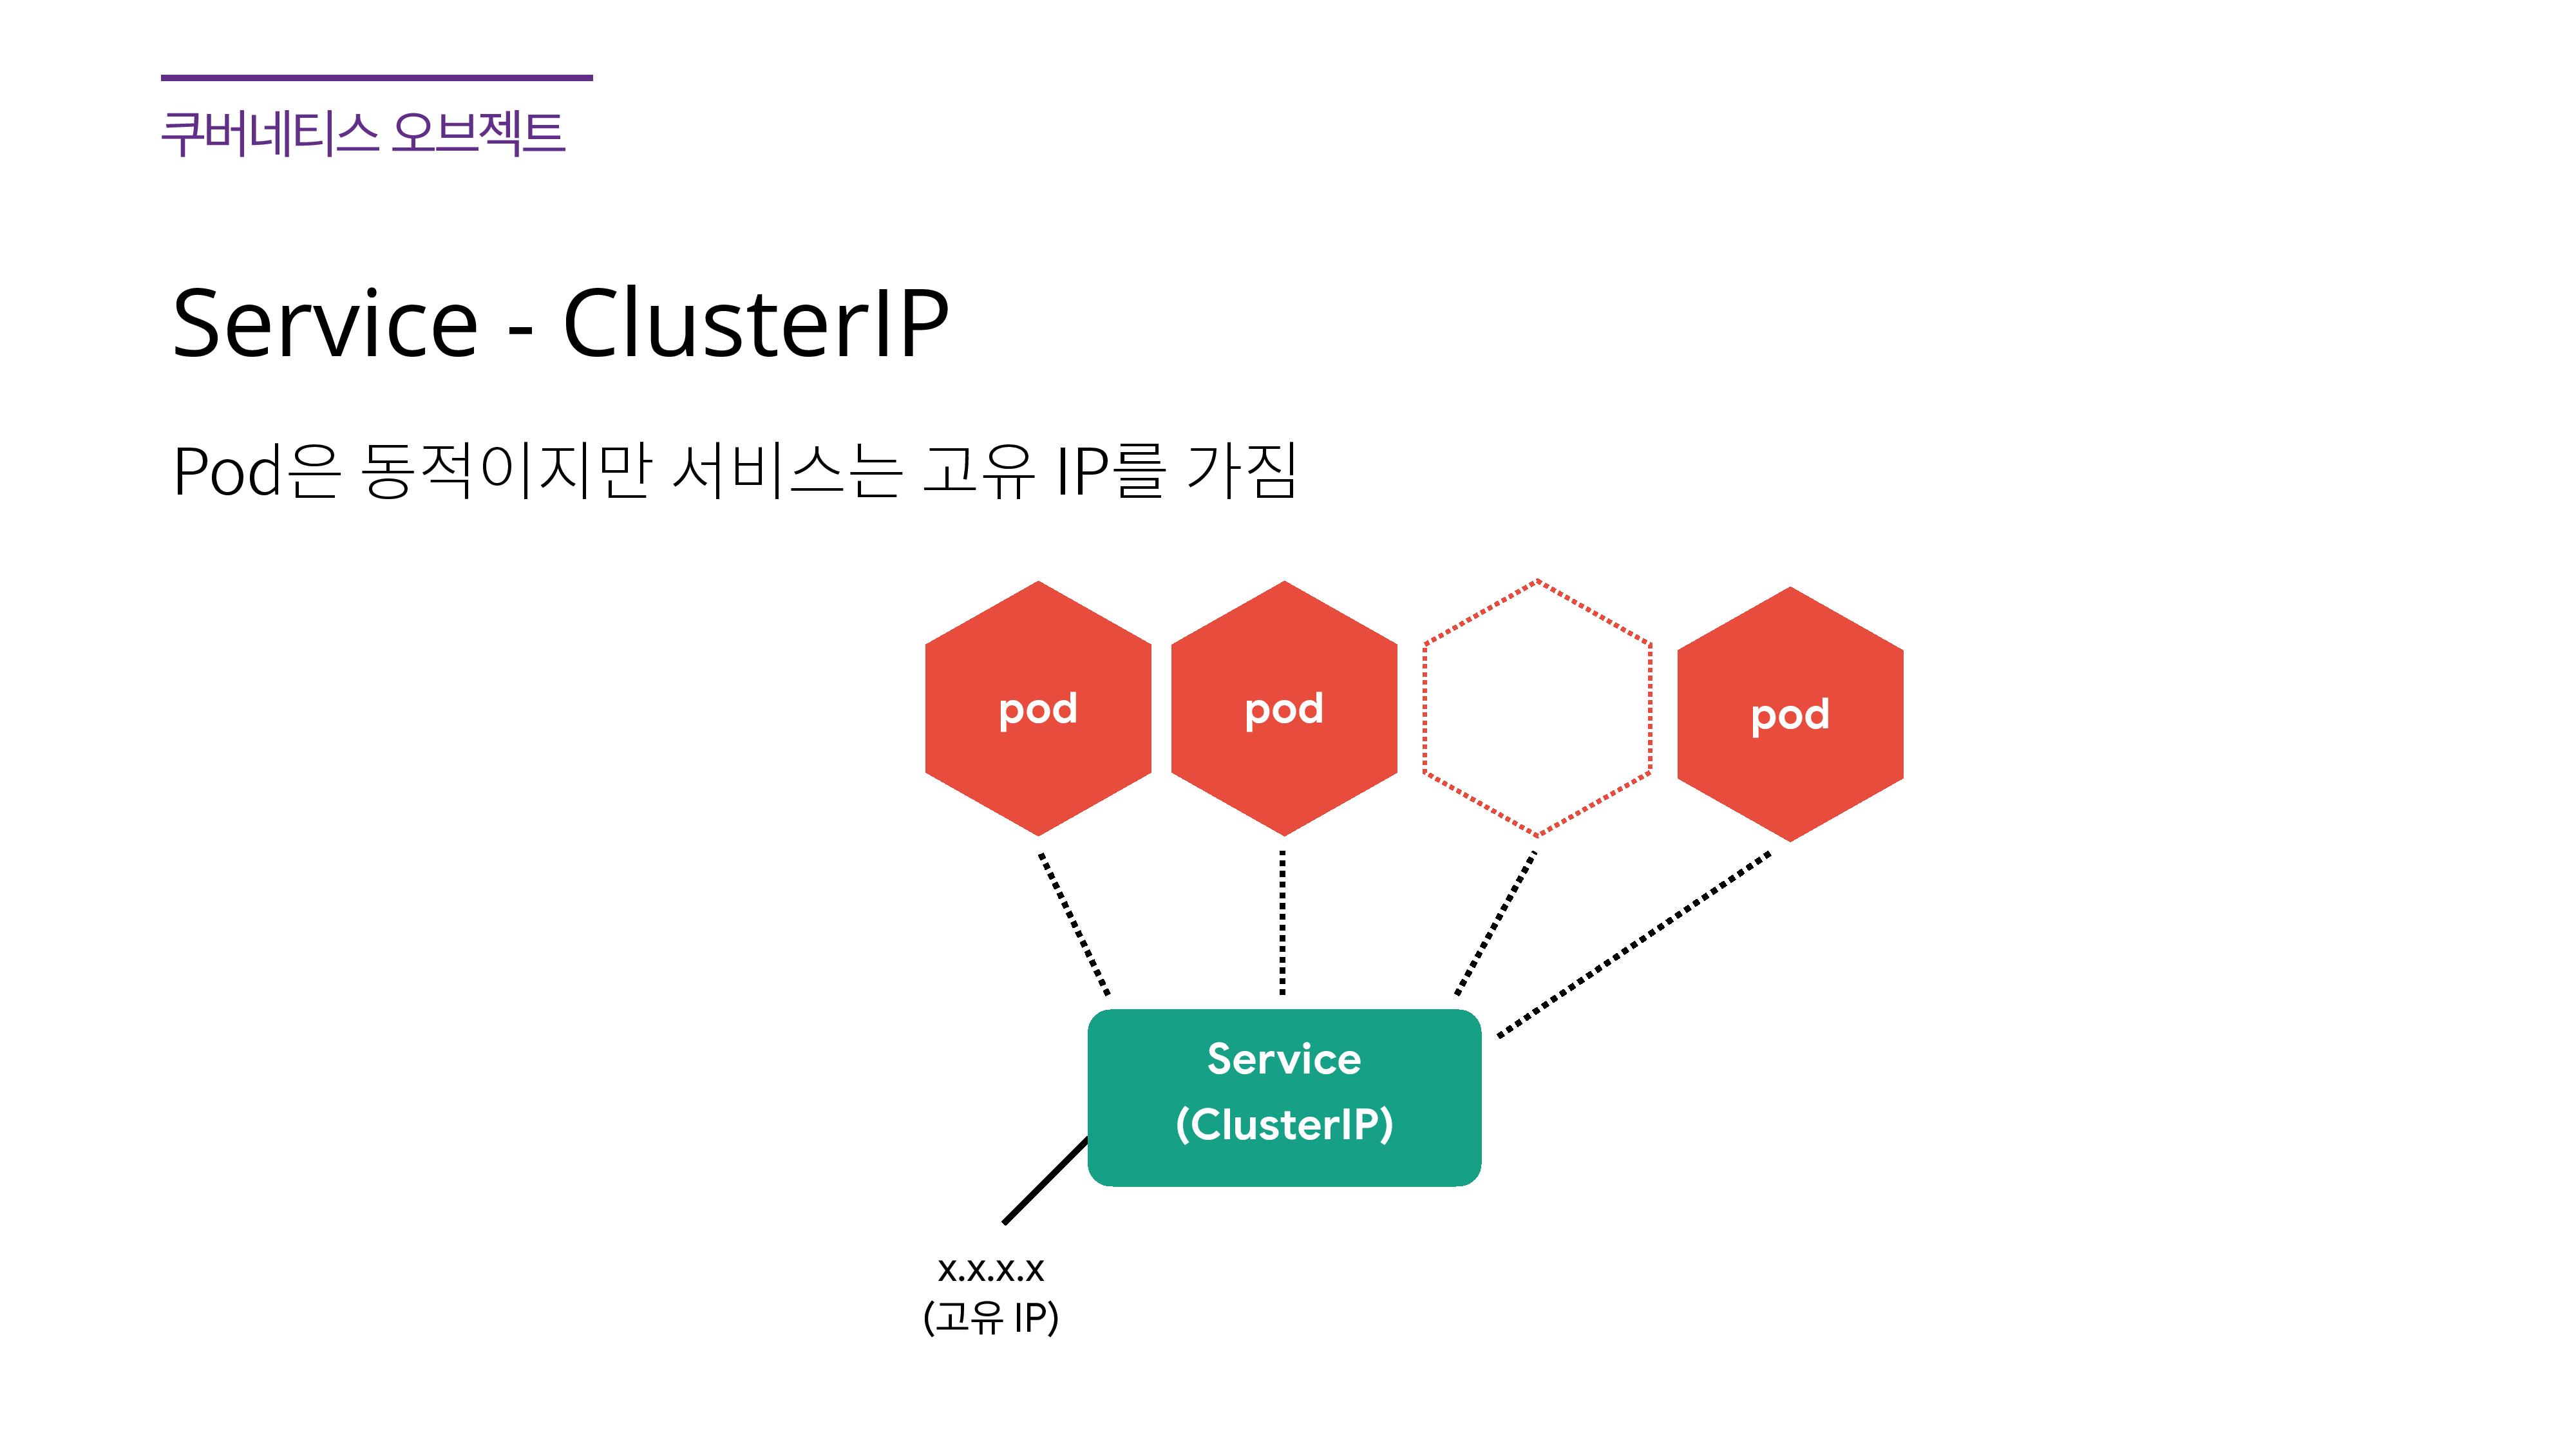 쿠버네티스 오브젝트
Service - ClusterIP
Pod은 동적이지만 서비스는 고유 IP를 가짐
pod
pod
pod
Service
(ClusterIP)
x.x.x.x
(고유 IP)